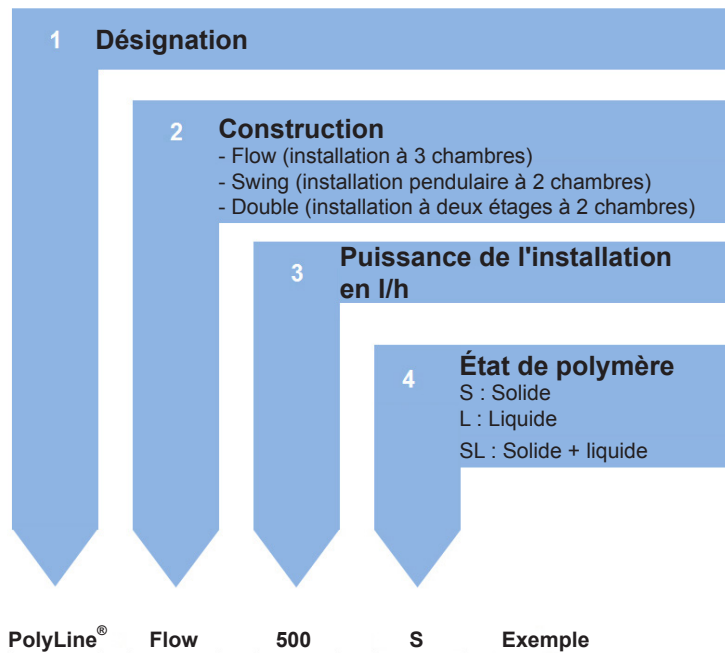 1 Désignation
2 Construction
- Flow (installation à 3 chambres)
- Swing (installation pendulaire à 2 chambres)
- Double (installation à deux étages à 2 chambres)
3 Puissance de l'installation
en l/h
4 État de polymère
S : Solide
L : Liquide
SL : Solide + liquide
PolyLine® Flow 500 S Exemple